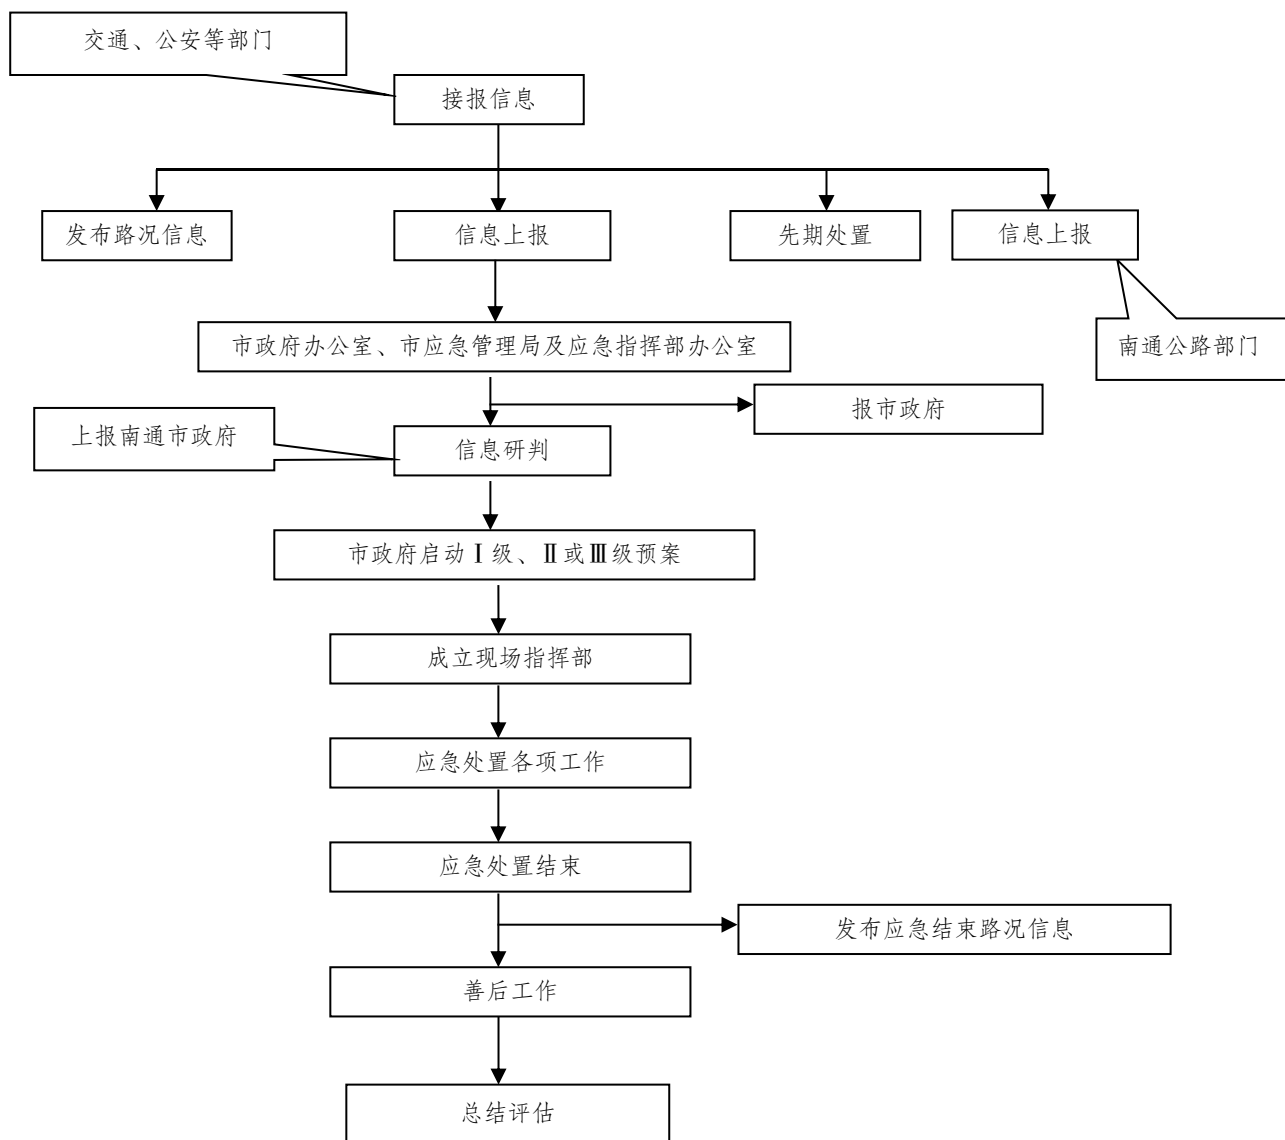 交通、公安等部门
接报信息
发布路况信息
信息上报
先期处置
信息上报
市政府办公室、市应急管理局及应急指挥部办公室
南通公路部门
报市政府
上报南通市政府
信息研判
市政府启动Ⅰ级、Ⅱ或Ⅲ级预案
成立现场指挥部
应急处置各项工作
应急处置结束
发布应急结束路况信息
善后工作
总结评估